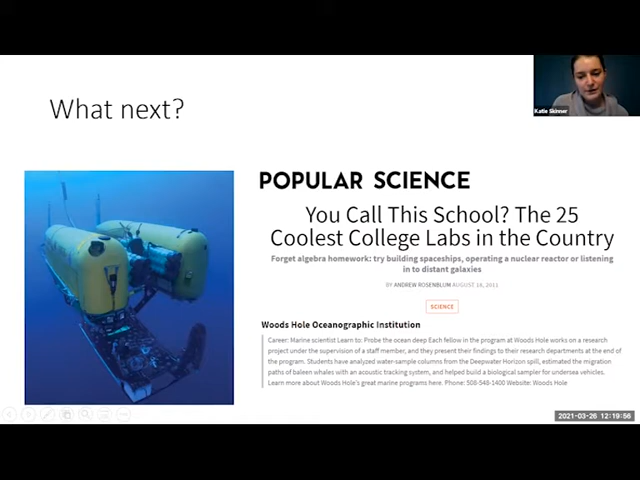 What next?
Katie Skinner
POPULAR SCIENCE
You Call This School? The 25
Coolest College Labs in the Country
Forget algebra homework: try building spaceships, operating a nuclear reactor or listening
in to distant galaxies
BY ANDREW ROSENBLUM AUGUST 18, 2011
SCIENCE
Woods Hole Oceanographic Institution
Career: Marine scientist Learn to: Probe the ocean deep Each fellow in the program at Woods Hole works on a research
project under the supervision of a staff member, and they present their findings to their research departments at the end of
the program. Students have analyzed water-sample columns from the Deepwater Horizon spill, estimated the migration
paths of baleen whales with an acoustic tracking system, and helped build a biological sampler for undersea vehicles.
Learn more about Woods Hole's great marine programs here. Phone: 508-548-1400 Website: Woods Hole
2021-03-26 12:19:56